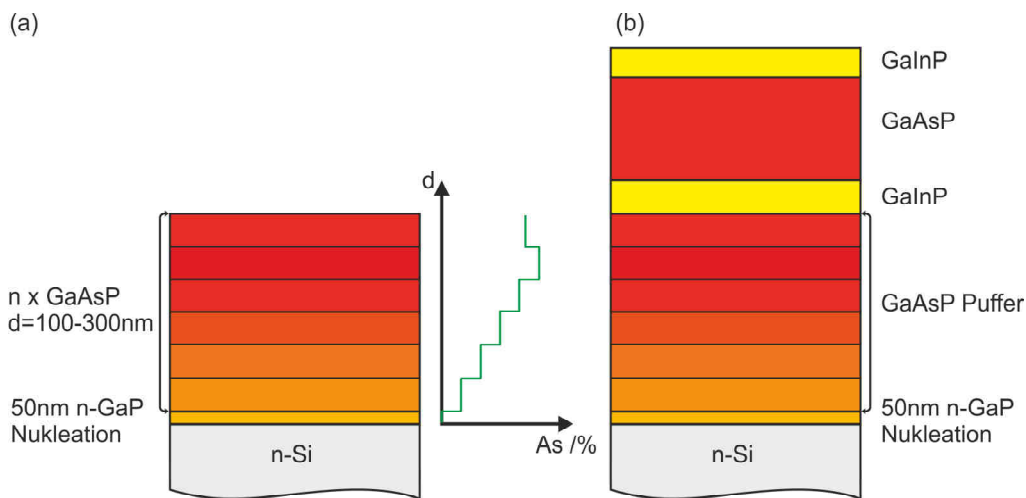 (a)
d
n x GaAsP
d=100-300nm
50nm n-GaP
Nukleation
n-Si
As /%
(b)
GaInP
GaAsP
GaInP
GaAsP Puffer
50nm n-GaP
Nukleation
n-Si